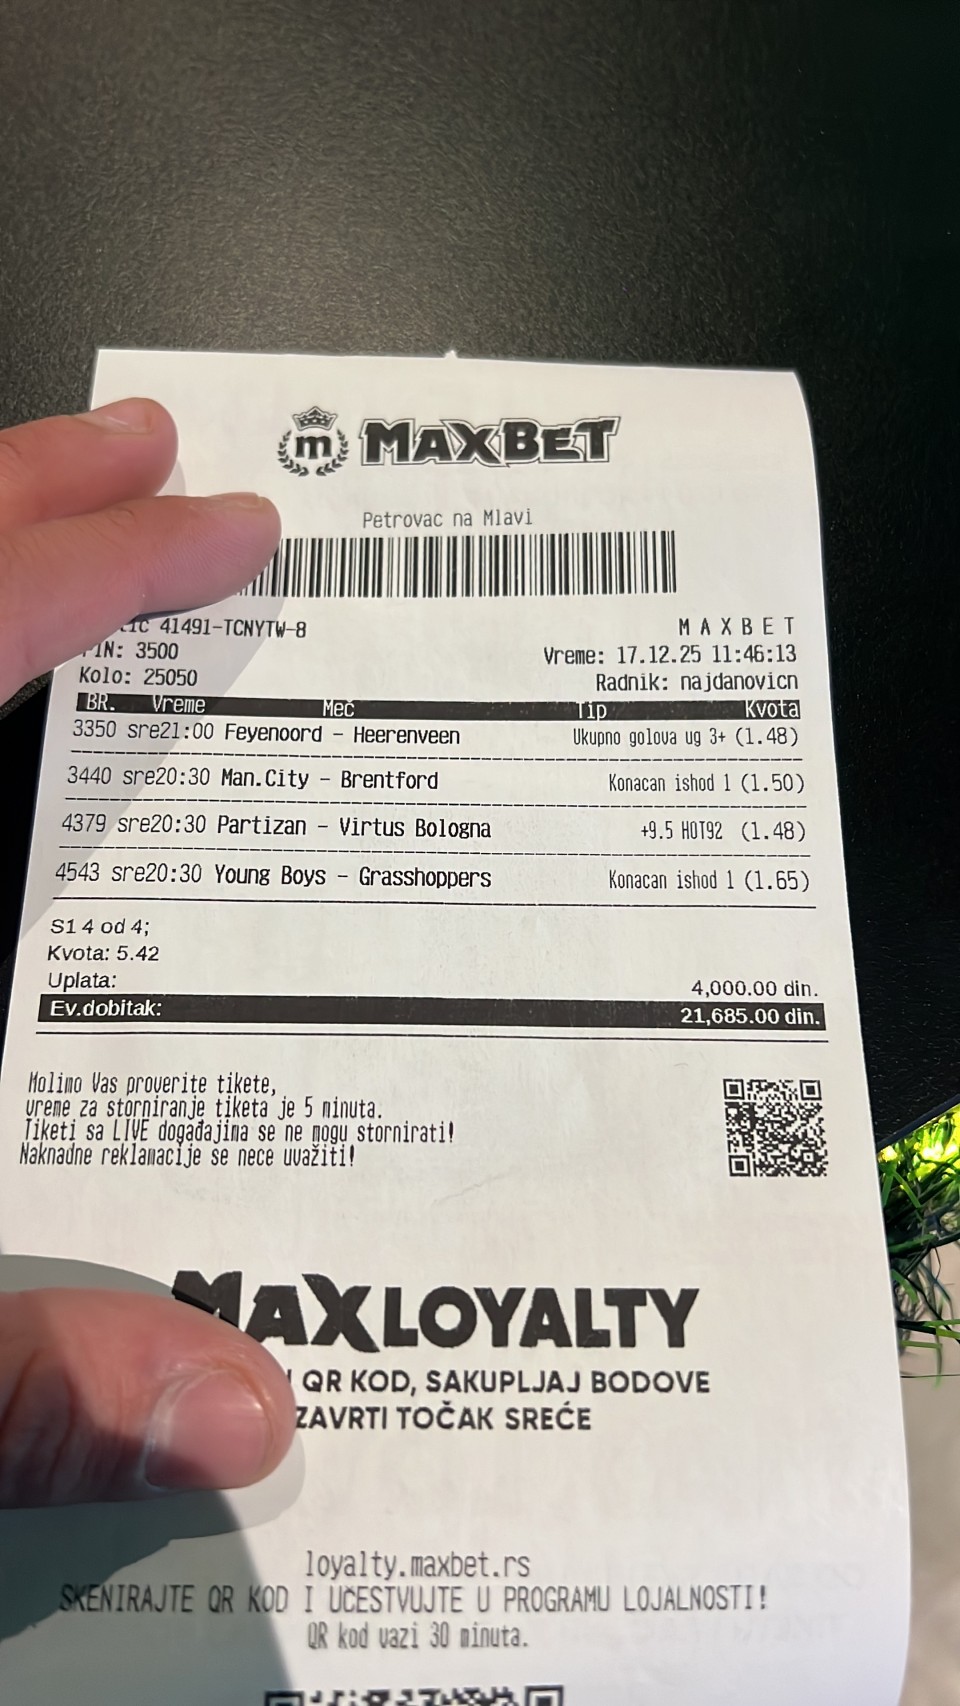 m MAXBET
Petrovac na Mlavi
41491-TCNYTW-8
MAXBET
PIN: 3500
Vreme: 17.12.25 11:46:13
Kolo: 25050
Radnik: najdanovicn
BR. Vreme Meč Tip Kvota
3350 sre21:00 Feyenoord - Heerenveen Ukupno golova ug 3+ (1.48)
3440 sre20:30 Man.City - Brentford Konacan ishod 1 (1.50)
4379 sre20:30 Partizan - Virtus Bologna +9.5 HOT92 (1.48)
4543 sre20:30 Young Boys - Grasshoppers Konacan ishod 1 (1.65)
S1 4 od 4;
Kvota: 5.42
Uplata: 4,000.00 din.
Ev.dobitak: 21,685.00 din.
Molimo Vas proverite tikete,
vreme za storniranje tiketa je 5 minuta.
Tiketi sa LIVE događajima se ne mogu stornirati!
Naknadne reklamacije se nece uvažiti!
MAXLOYALTY
QR KOD, SAKUPLJAJ BODOVE
ZAVRTI TOČAK SREĆE
loyalty.maxbet.rs
SKENIRAJTE QR KOD I UČESTVUJTE U PROGRAMU LOJALNOSTI!
QR kod vazi 30 minuta.